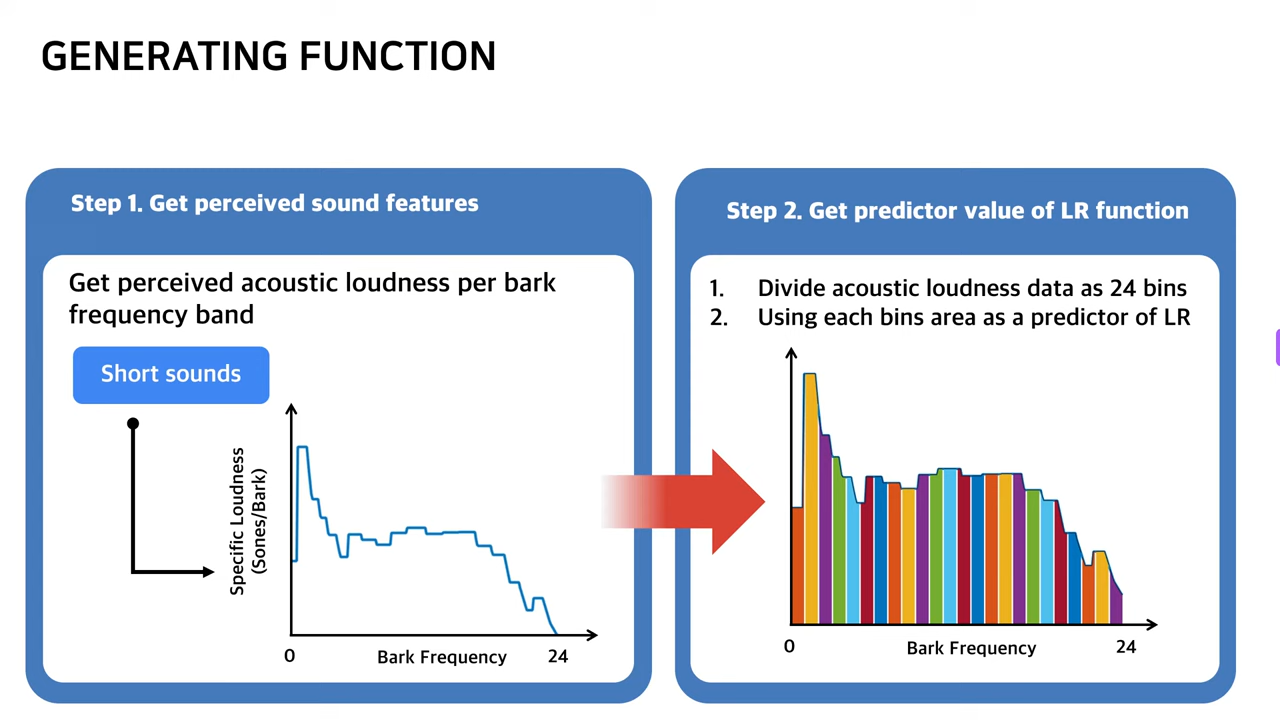 GENERATING FUNCTION
Step 1. Get perceived sound features
Get perceived acoustic loudness per bark
frequency band
Short sounds
Specific Loudness
(Sones/Bark)
0
Bark Frequency
24
Step 2. Get predictor value of LR function
1. Divide acoustic loudness data as 24 bins
2. Using each bins area as a predictor of LR
0
Bark Frequency
24